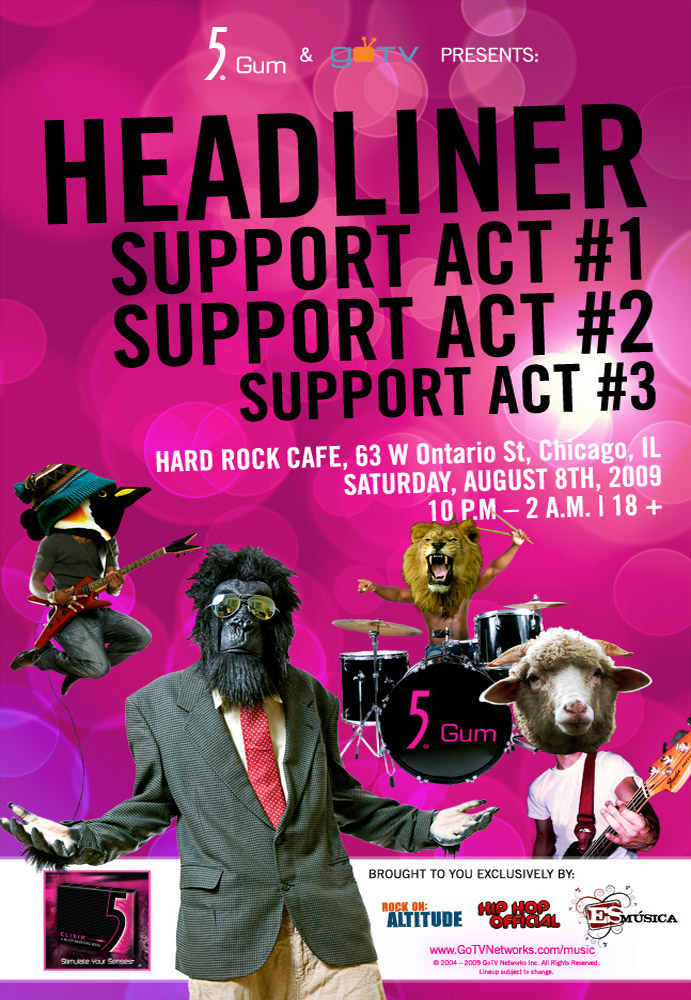 5 Gum & goTV PRESENTS:
HEADLINER
SUPPORT ACT #1
SUPPORT ACT #2
SUPPORT ACT #3
HARD ROCK CAFE, 63 W Ontario St, Chicago, IL
SATURDAY, AUGUST 8TH, 2009
10 P.M – 2 A.M. | 18 +
5 Gum
5
ELIXIR
Stimulate Your Senses
BROUGHT TO YOU EXCLUSIVELY BY:
ROCK ON: ALTITUDE
HIP HOP OFFICIAL
ES MÚSICA
www.GoTVNetworks.com/music
© 2004 – 2009 GoTV Networks Inc. All Rights Reserved.
Lineup subject to change.